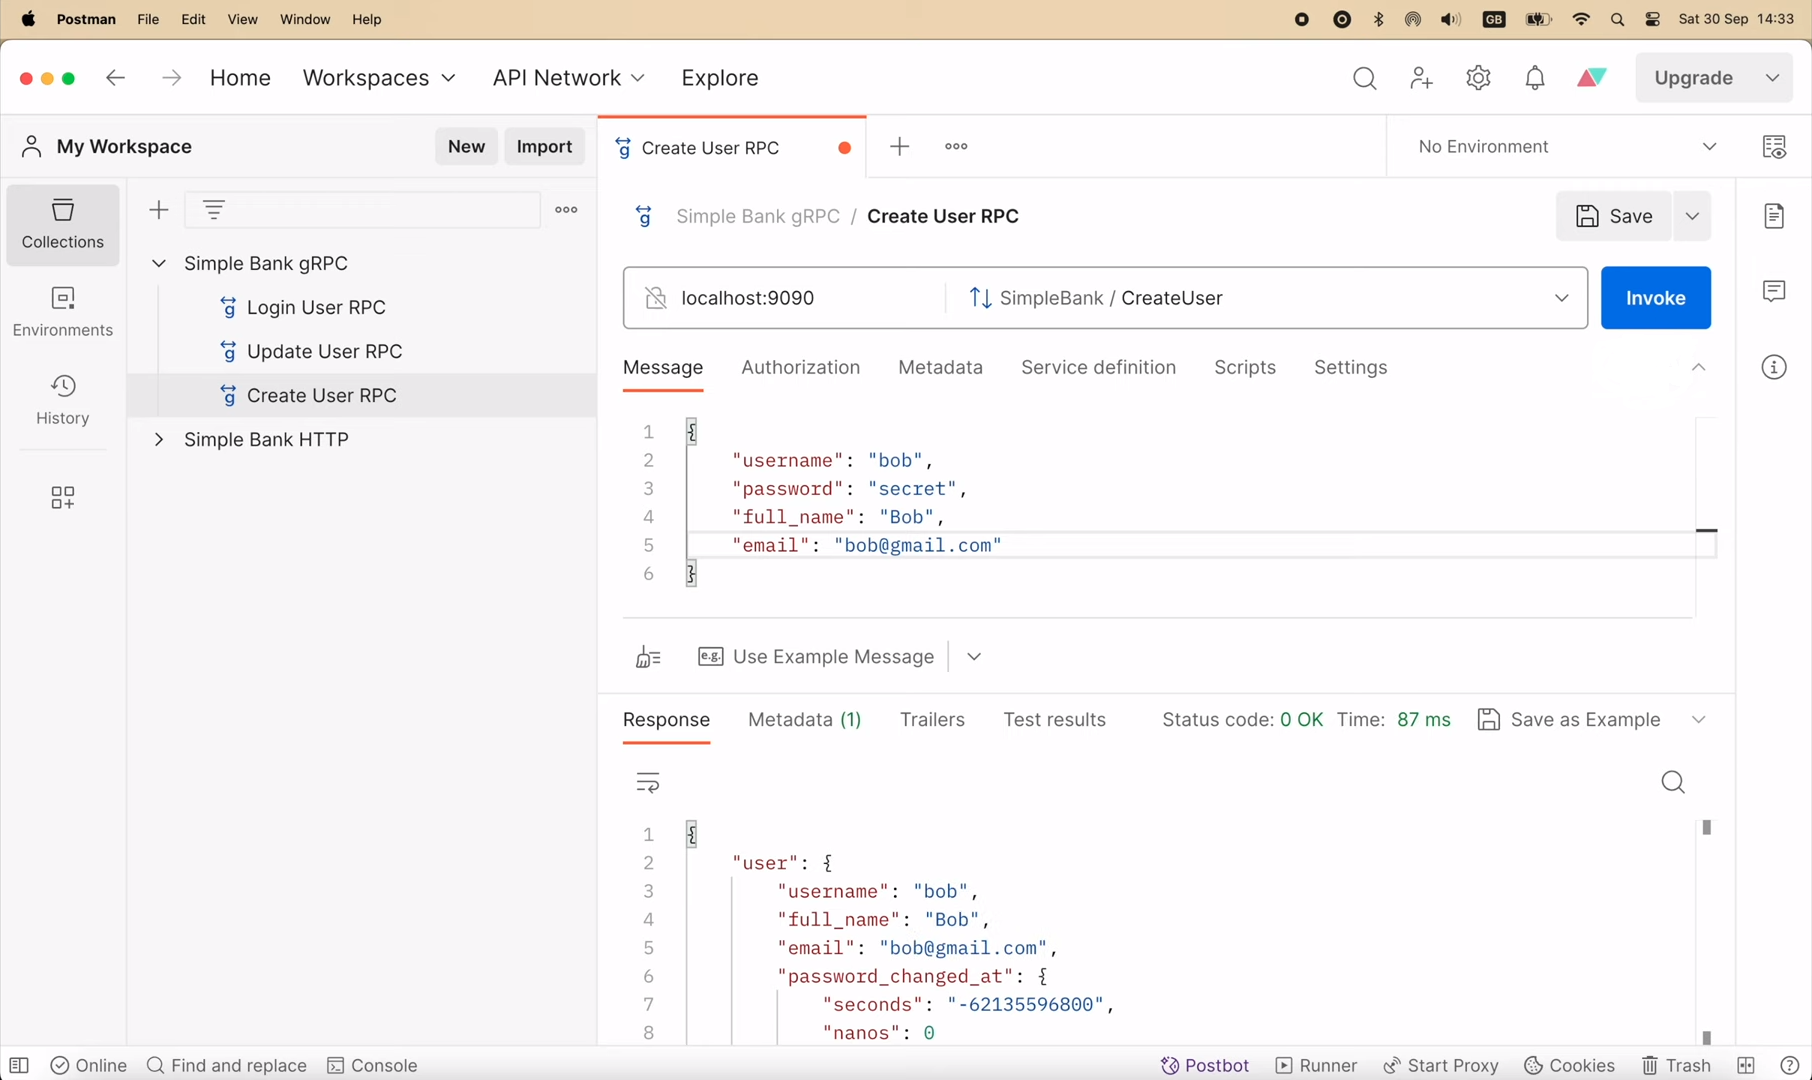 Postman File Edit View Window Help GB Sat 30 Sep 14:33
Home Workspaces API Network Explore Upgrade
My Workspace New Import Create User RPC No Environment
Collections
Environments
History
Simple Bank gRPC
Login User RPC
Update User RPC
Create User RPC
Simple Bank HTTP
Simple Bank gRPC / Create User RPC Save
localhost:9090 SimpleBank / CreateUser Invoke
Message Authorization Metadata Service definition Scripts Settings
1 {
2 "username": "bob",
3 "password": "secret",
4 "full_name": "Bob",
5 "email": "bob@gmail.com"
6 }
e.g. Use Example Message
Response Metadata (1) Trailers Test results Status code: 0 OK Time: 87 ms Save as Example
1 {
2 "user": {
3 "username": "bob",
4 "full_name": "Bob",
5 "email": "bob@gmail.com",
6 "password_changed_at": {
7 "seconds": "-62135596800",
8 "nanos": 0
Online Find and replace Console Postbot Runner Start Proxy Cookies Trash